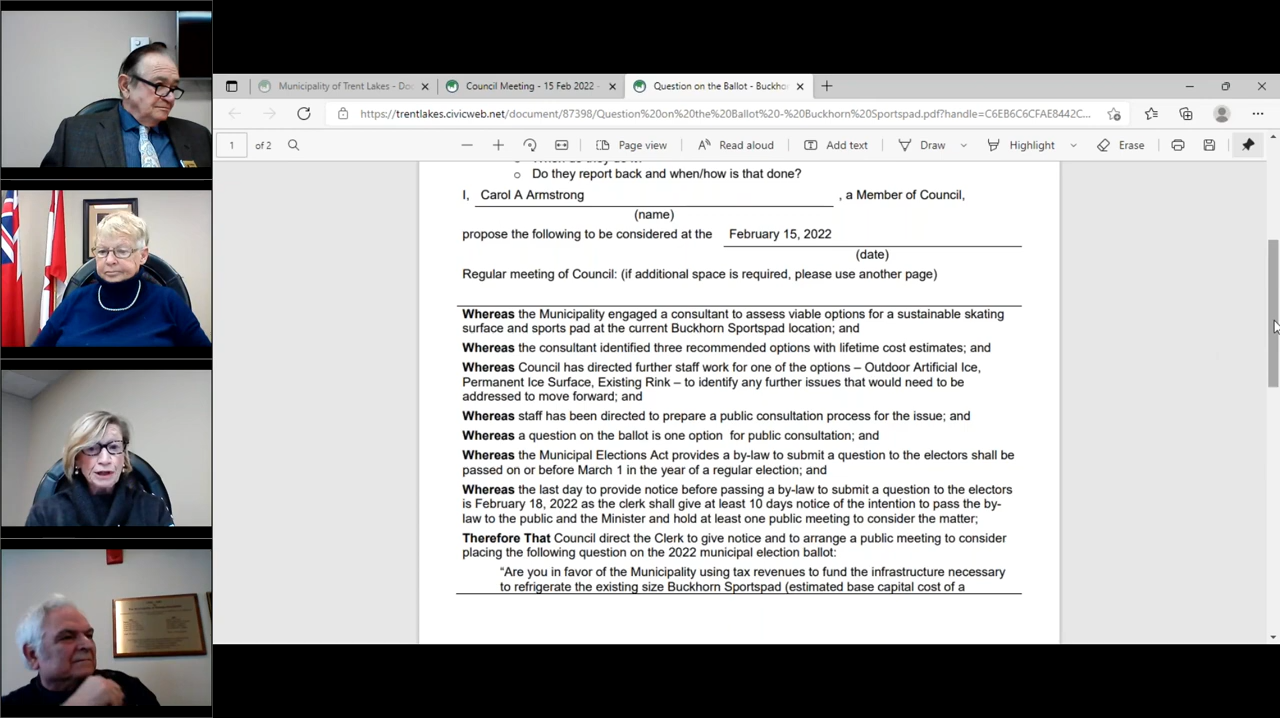 Municipality of Trent Lakes - Doc
Council Meeting - 15 Feb 2022 -
Question on the Ballot - Buckho
https://trentlakes.civicweb.net/document/87398/Question%20on%20the%20Ballot%20-%20Buckhorn%20Sportspad.pdf?handle=C6EB6C6CFAE8442C...
1 of 2
Page view
Read aloud
Add text
Draw
Highlight
Erase
Do they report back and when/how is that done?
I, Carol A Armstrong , a Member of Council,
(name)
propose the following to be considered at the February 15, 2022
(date)
Regular meeting of Council: (if additional space is required, please use another page)
Whereas the Municipality engaged a consultant to assess viable options for a sustainable skating
surface and sports pad at the current Buckhorn Sportspad location; and
Whereas the consultant identified three recommended options with lifetime cost estimates; and
Whereas Council has directed further staff work for one of the options – Outdoor Artificial Ice,
Permanent Ice Surface, Existing Rink – to identify any further issues that would need to be
addressed to move forward; and
Whereas staff has been directed to prepare a public consultation process for the issue; and
Whereas a question on the ballot is one option for public consultation; and
Whereas the Municipal Elections Act provides a by-law to submit a question to the electors shall be
passed on or before March 1 in the year of a regular election; and
Whereas the last day to provide notice before passing a by-law to submit a question to the electors
is February 18, 2022 as the clerk shall give at least 10 days notice of the intention to pass the by-
law to the public and the Minister and hold at least one public meeting to consider the matter;
Therefore That Council direct the Clerk to give notice and to arrange a public meeting to consider
placing the following question on the 2022 municipal election ballot:
“Are you in favor of the Municipality using tax revenues to fund the infrastructure necessary
to refrigerate the existing size Buckhorn Sportspad (estimated base capital cost of a